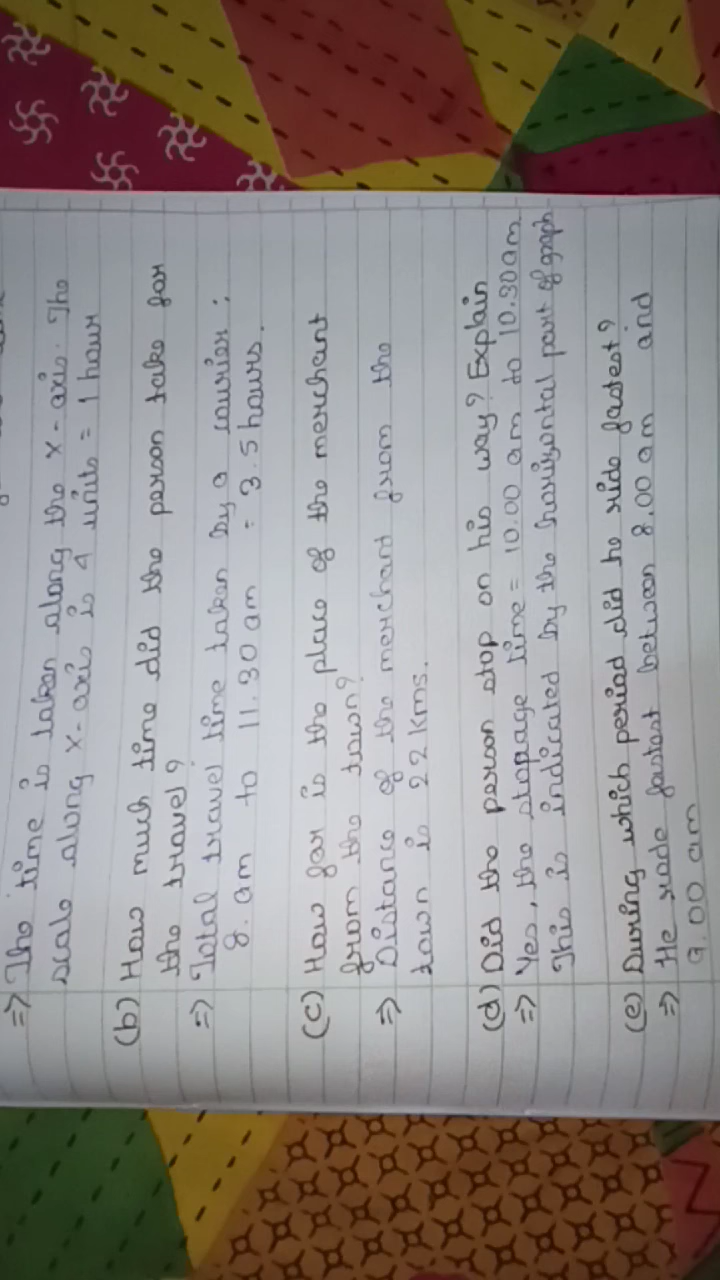 => The time is taken along the x-axis. The
scale along x-axis is 4 units = 1 hour
(b) How much time did the person take for
the travel?
=> Total travel time taken by a courier :
8. am to 11.30 am = 3.5 hours.
(c) How far is the place of the merchant
from the town?
=> Distance of the merchant from the
town is 22 kms.
(d) Did the person stop on his way? Explain
=> Yes, the stopage time = 10.00 am to 10.30 am.
This is indicated by the horizontal part of graph
(e) During which period did he ride fastest?
=> He rode fastest between 8.00 am and
9.00 am